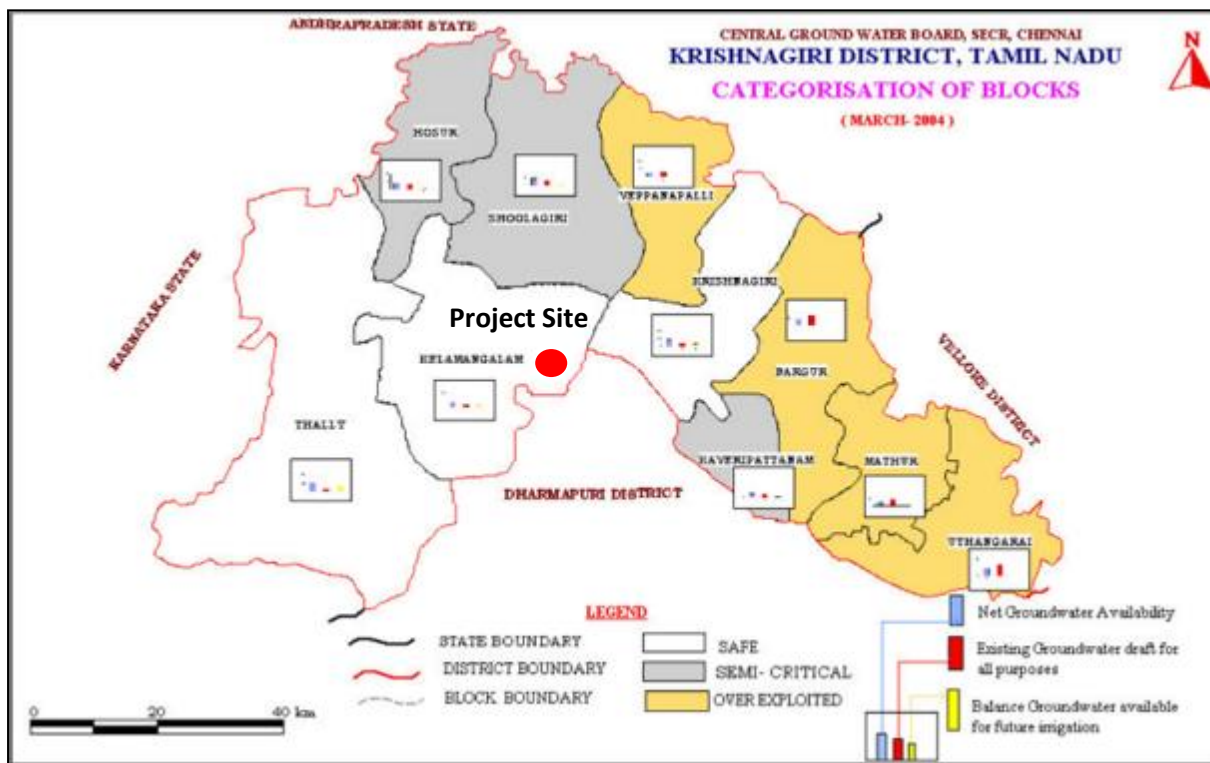 ANDHRAPRADESH STATE
CENTRAL GROUND WATER BOARD, SECR, CHENNAI
KRISHNAGIRI DISTRICT, TAMIL NADU
CATEGORISATION OF BLOCKS
( MARCH- 2004 )
N
HOSUR
SHOOLAGIRI
VEPPANAPALLI
KRISHNAGIRI
KARNATAKA STATE
Project Site
KELAMANGALAM
BARGUR
VELLORE DISTRICT
THALLY
KAVERIPATTANAM
MATHUR
DHARMAPURI DISTRICT
UTHANGARAI
LEGEND
STATE BOUNDARY
DISTRICT BOUNDARY
BLOCK BOUNDARY
SAFE
SEMI- CRITICAL
OVER EXPLOITED
Net Groundwater Availability
Existing Groundwater draft for
all purposes
Balance Groundwater available
for future irrigation
0 20 40 km